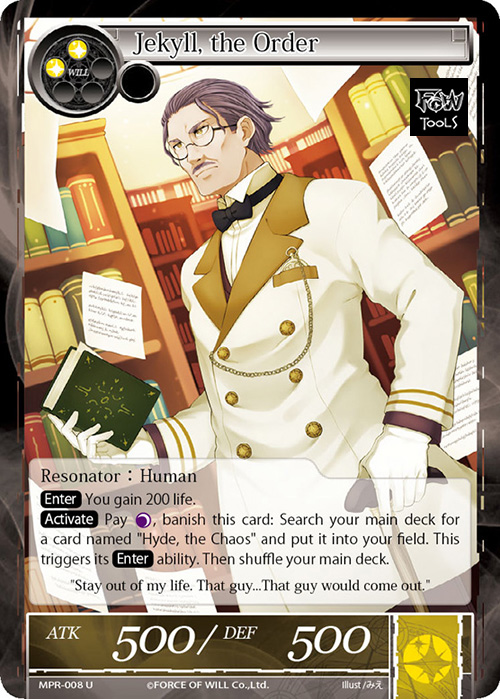 Jekyll, the Order
WILL
FOW
TOOLS
Resonator : Human
Enter You gain 200 life.
Activate Pay , banish this card: Search your main deck for
a card named "Hyde, the Chaos" and put it into your field. This
triggers its Enter ability. Then shuffle your main deck.
"Stay out of my life. That guy...That guy would come out."
ATK 500 / DEF 500
MPR-008 U ©FORCE OF WILL Co.,Ltd. Illust/みえ